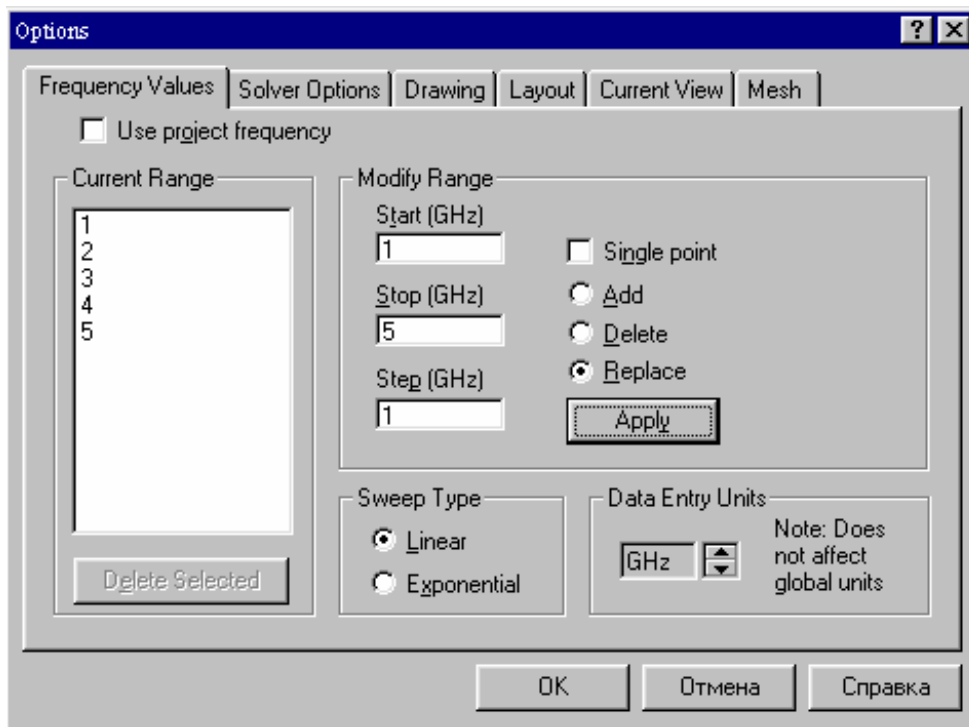 Options
Frequency Values Solver Options Drawing Layout Current View Mesh
Use project frequency
Current Range
1
2
3
4
5
Delete Selected
Modify Range
Start (GHz)
1
Stop (GHz)
5
Step (GHz)
1
Single point
Add
Delete
Replace
Apply
Sweep Type
Linear
Exponential
Data Entry Units
GHz
Note: Does
not affect
global units
OK Отмена Справка